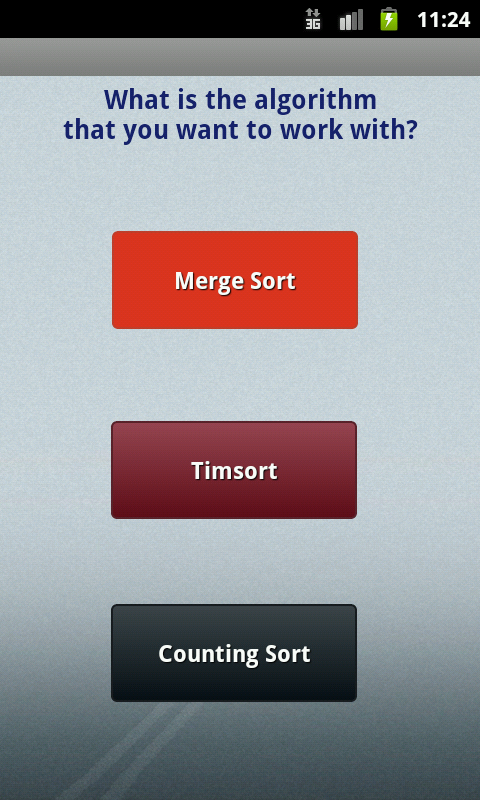 3G
11:24
What is the algorithm
that you want to work with?
Merge Sort
Timsort
Counting Sort